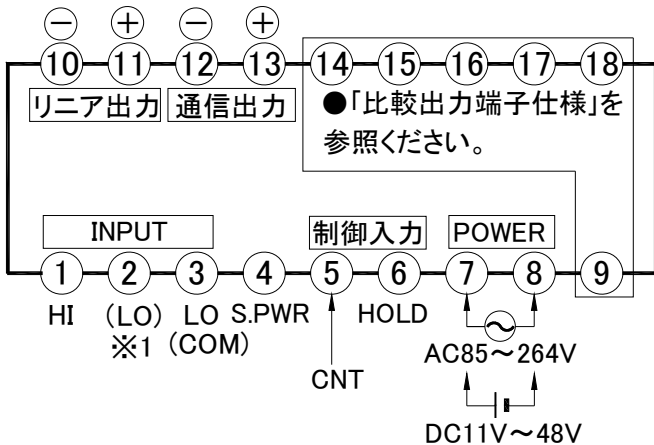 ⊖ ⊕ ⊖ ⊕
10 11 12 13 14 15 16 17 18
リニア出力 通信出力
●「比較出力端子仕様」を
参照ください。
INPUT 制御入力 POWER
1 2 3 4 5 6 7 8 9
HI (LO) LO S.PWR HOLD
※1 (COM)
CNT
AC85～264V
DC11V～48V